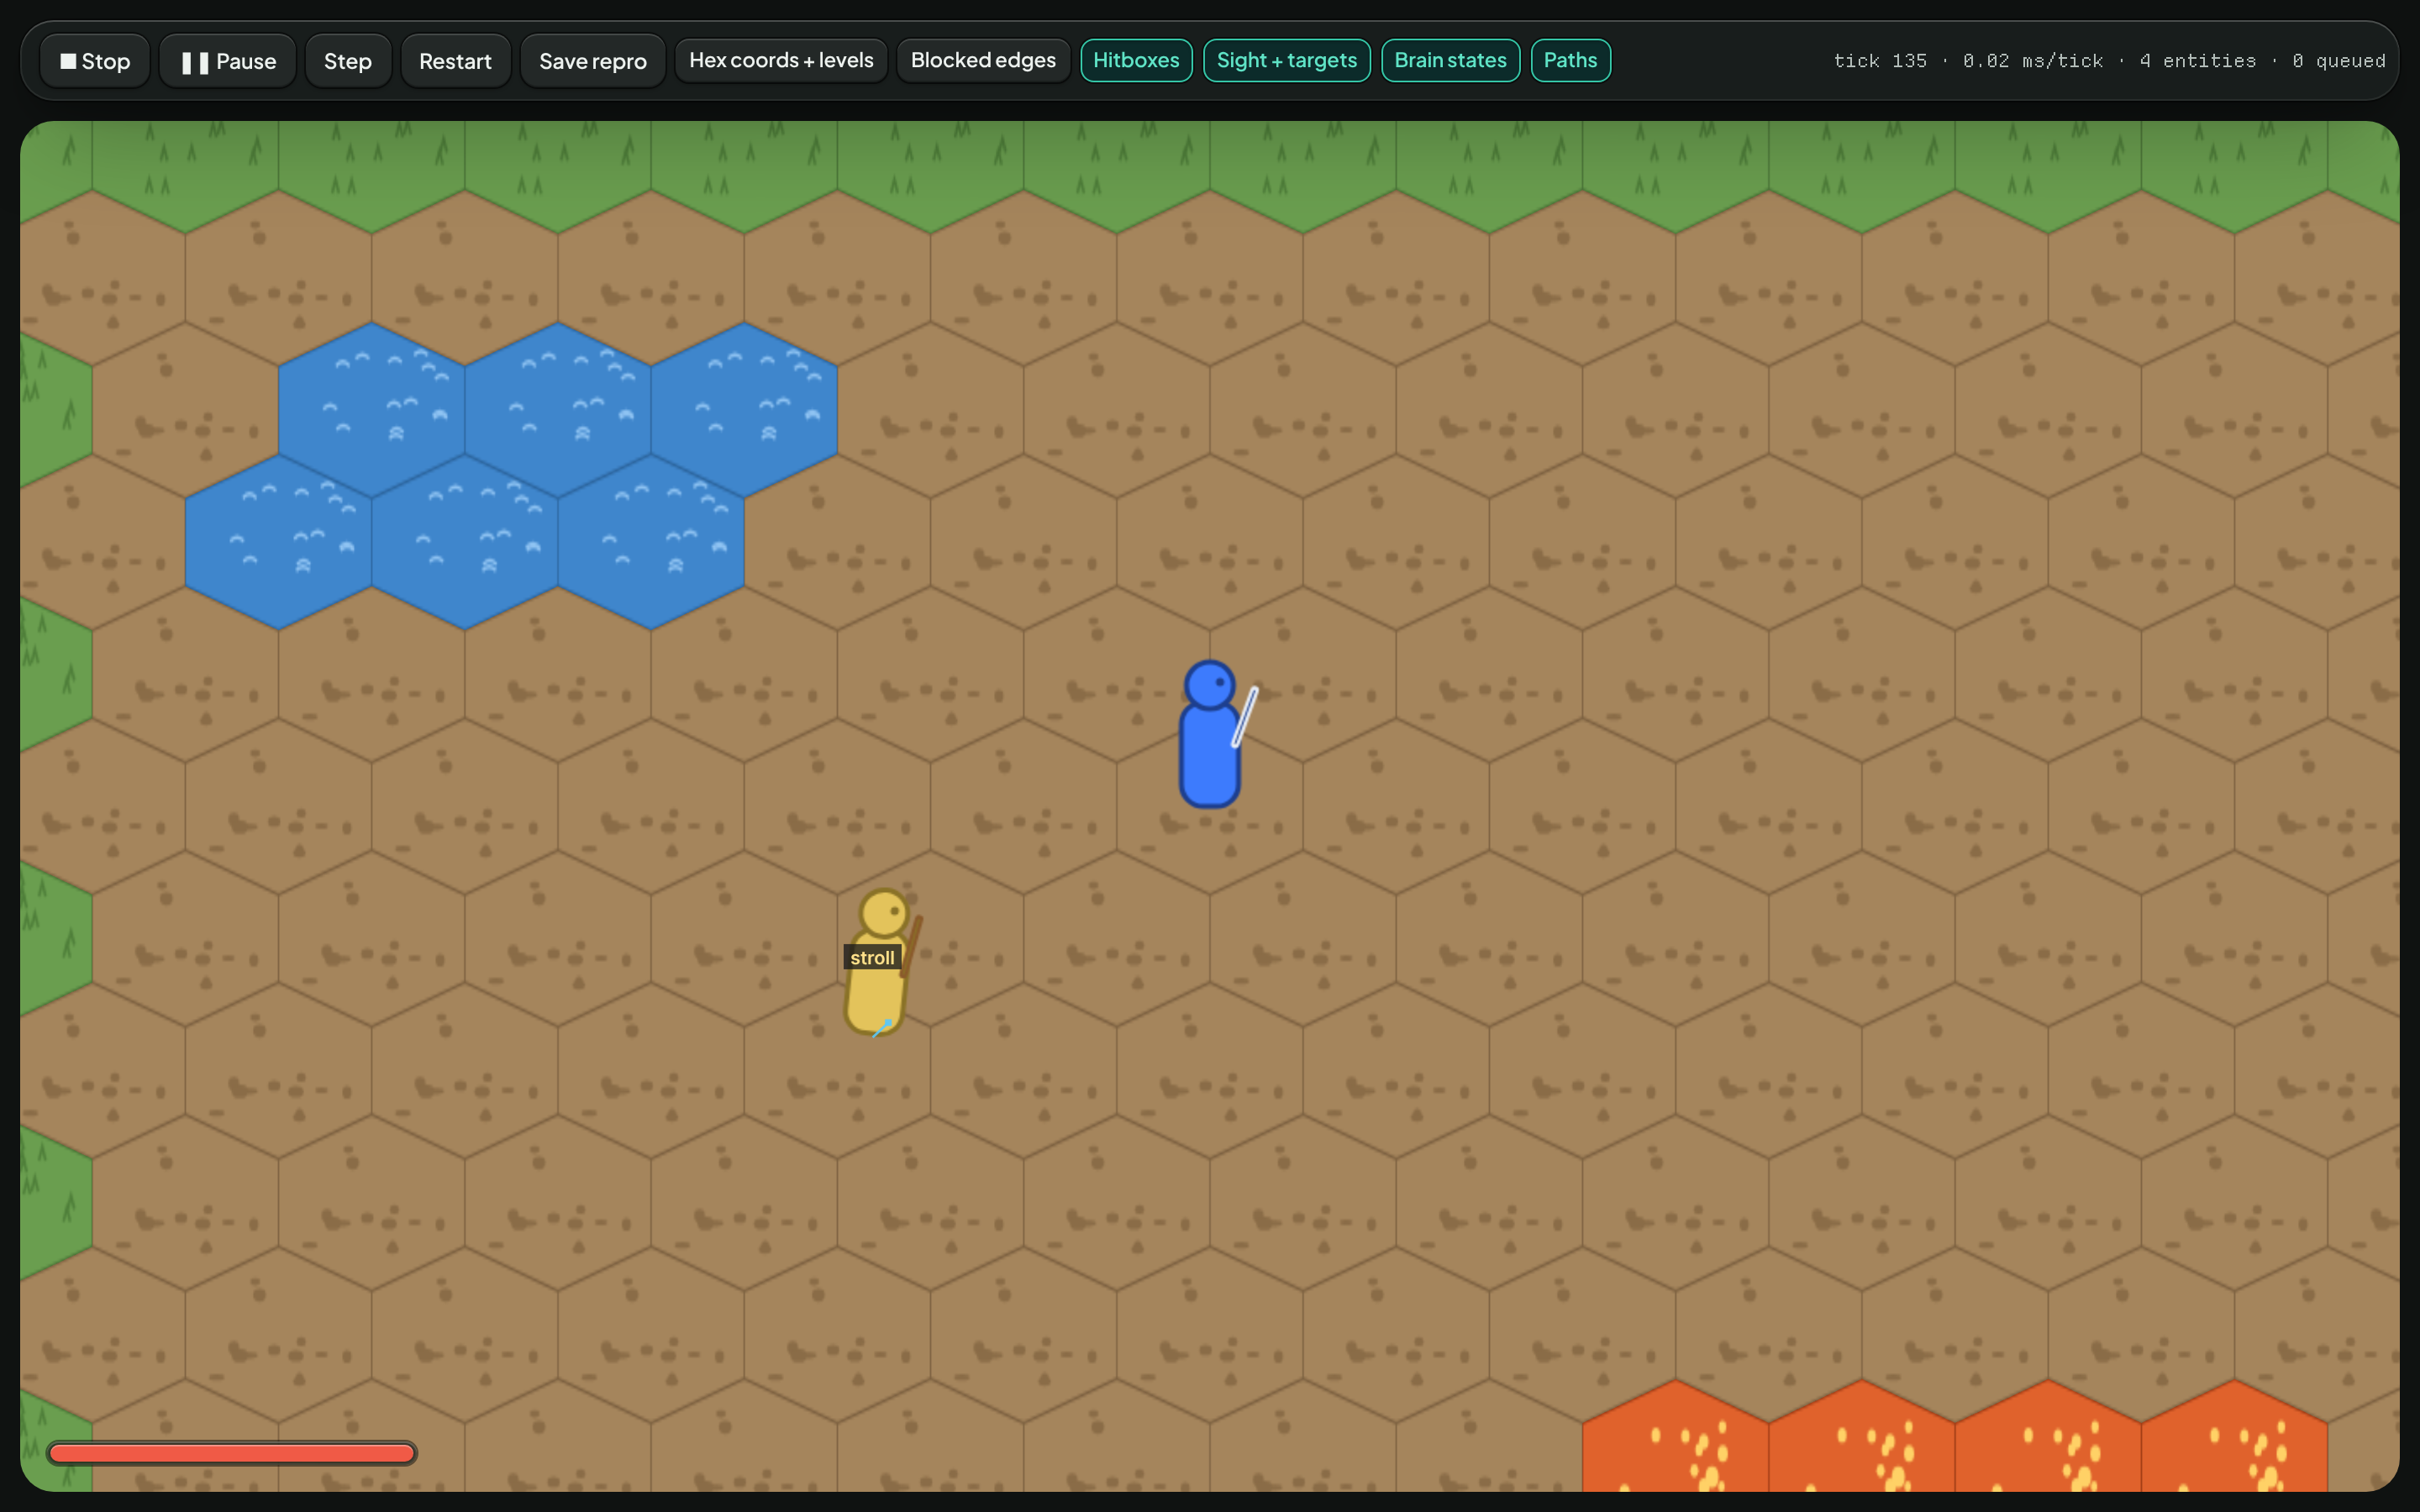 Stop Pause Step Restart Save repro Hex coords + levels Blocked edges Hitboxes Sight + targets Brain states Paths tick 135 · 0.02 ms/tick · 4 entities · 0 queued
stroll